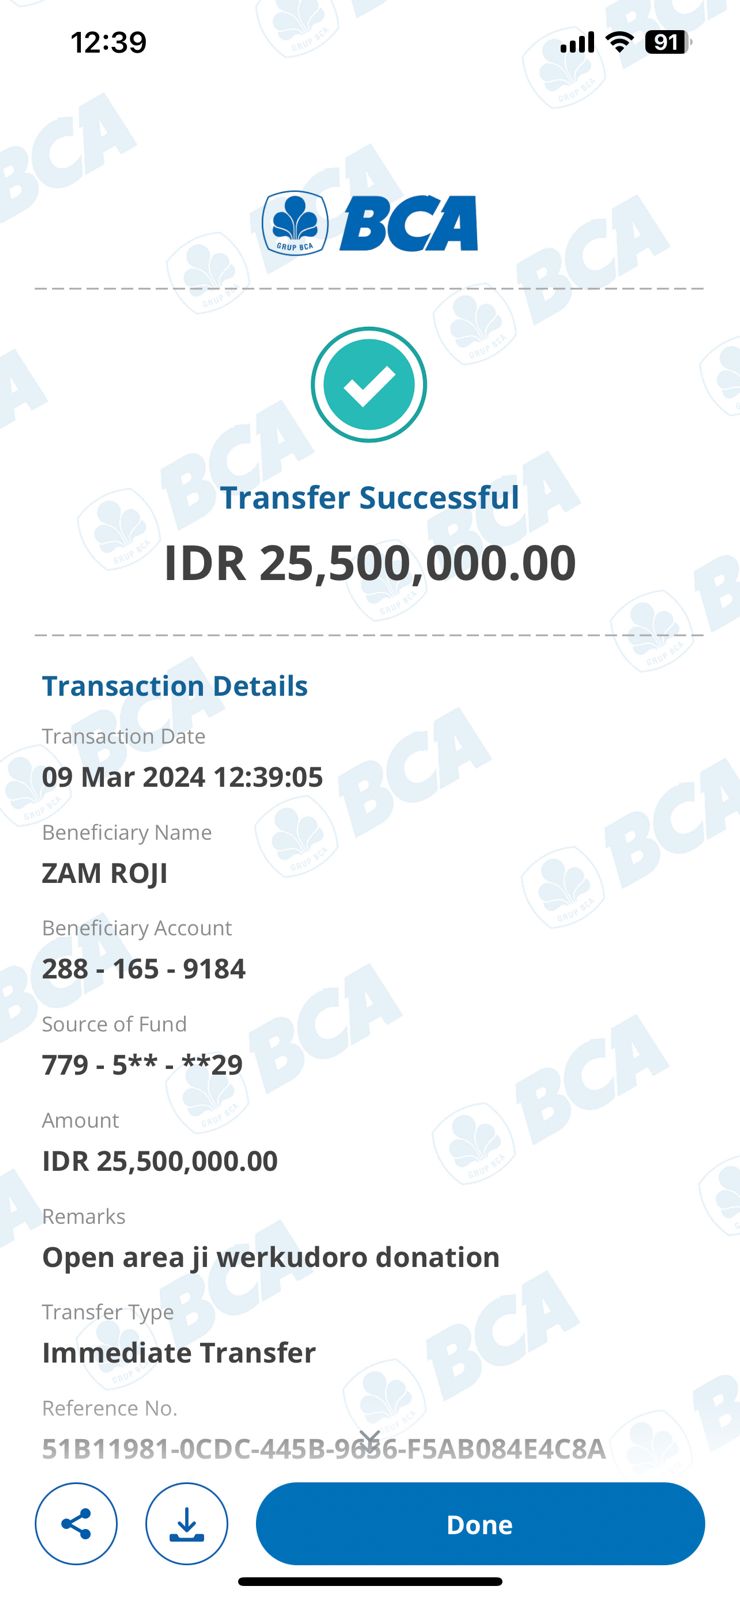 12:39
91
GRUP BCA
BCA
Transfer Successful
IDR 25,500,000.00
Transaction Details
Transaction Date
09 Mar 2024 12:39:05
Beneficiary Name
ZAM ROJI
Beneficiary Account
288 - 165 - 9184
Source of Fund
779 - 5** - **29
Amount
IDR 25,500,000.00
Remarks
Open area ji werkudoro donation
Transfer Type
Immediate Transfer
Reference No.
51B11981-0CDC-445B-9656-F5AB084E4C8A
Done